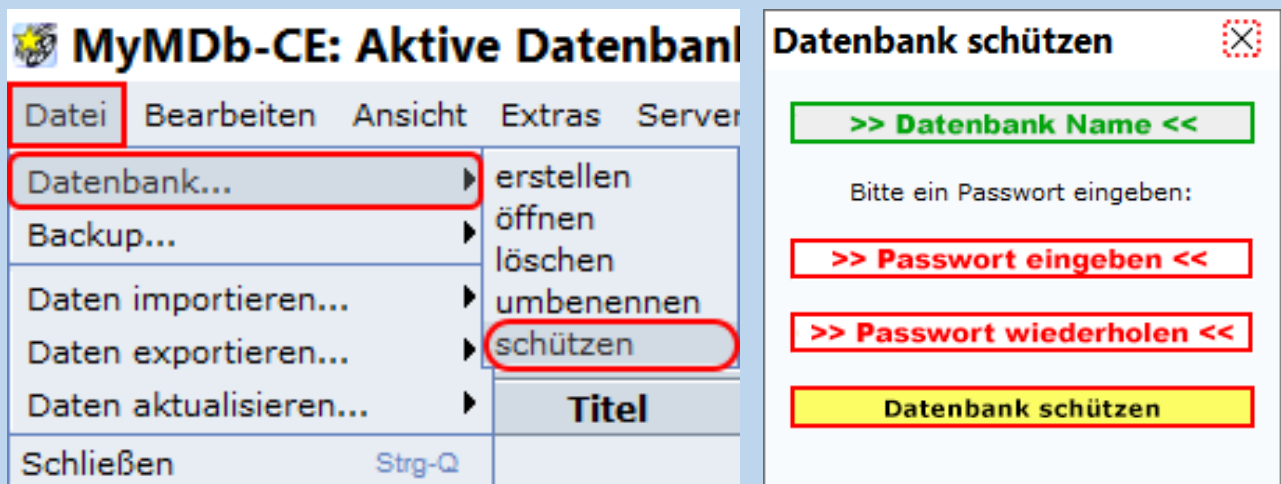 MyMDb-CE: Aktive Datenbank
Datei Bearbeiten Ansicht Extras Server
Datenbank...
Backup...
Daten importieren...
Daten exportieren...
Daten aktualisieren...
Schließen Strg-Q
erstellen
öffnen
löschen
umbenennen
schützen
Titel
Datenbank schützen
>> Datenbank Name <<
Bitte ein Passwort eingeben:
>> Passwort eingeben <<
>> Passwort wiederholen <<
Datenbank schützen